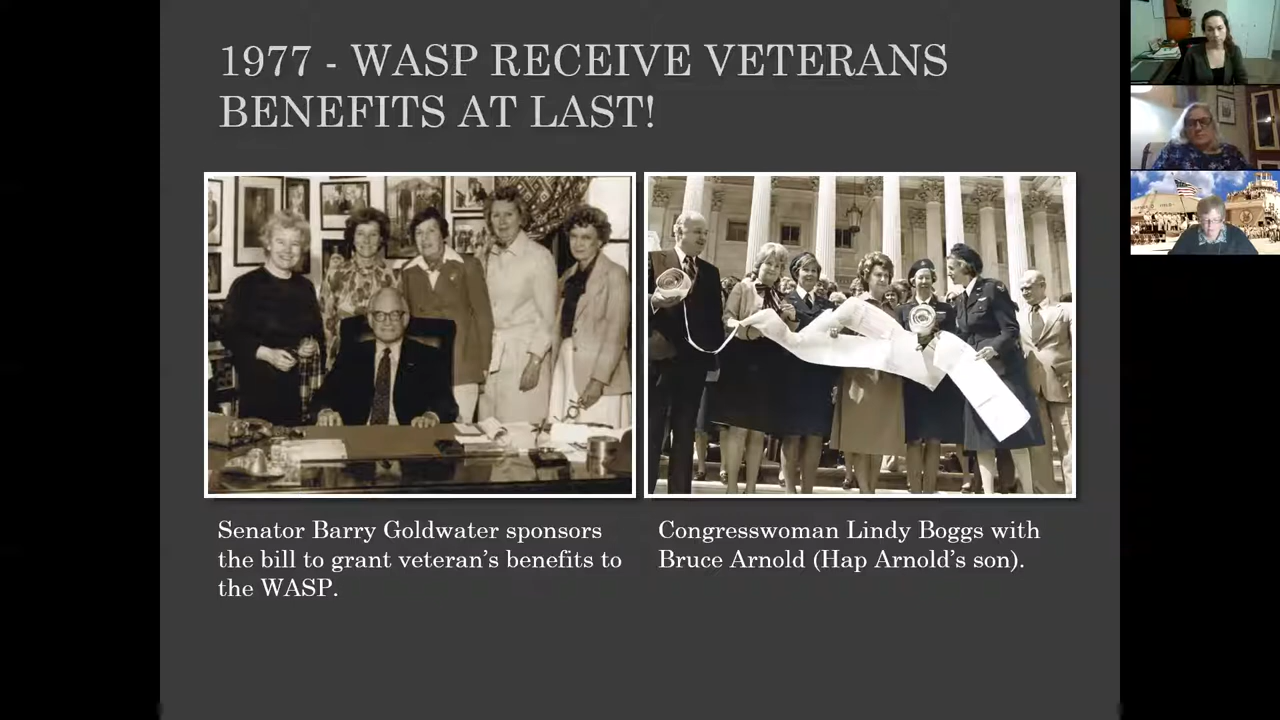 1977 - WASP RECEIVE VETERANS
BENEFITS AT LAST!
Senator Barry Goldwater sponsors
the bill to grant veteran’s benefits to
the WASP.
Congresswoman Lindy Boggs with
Bruce Arnold (Hap Arnold’s son).